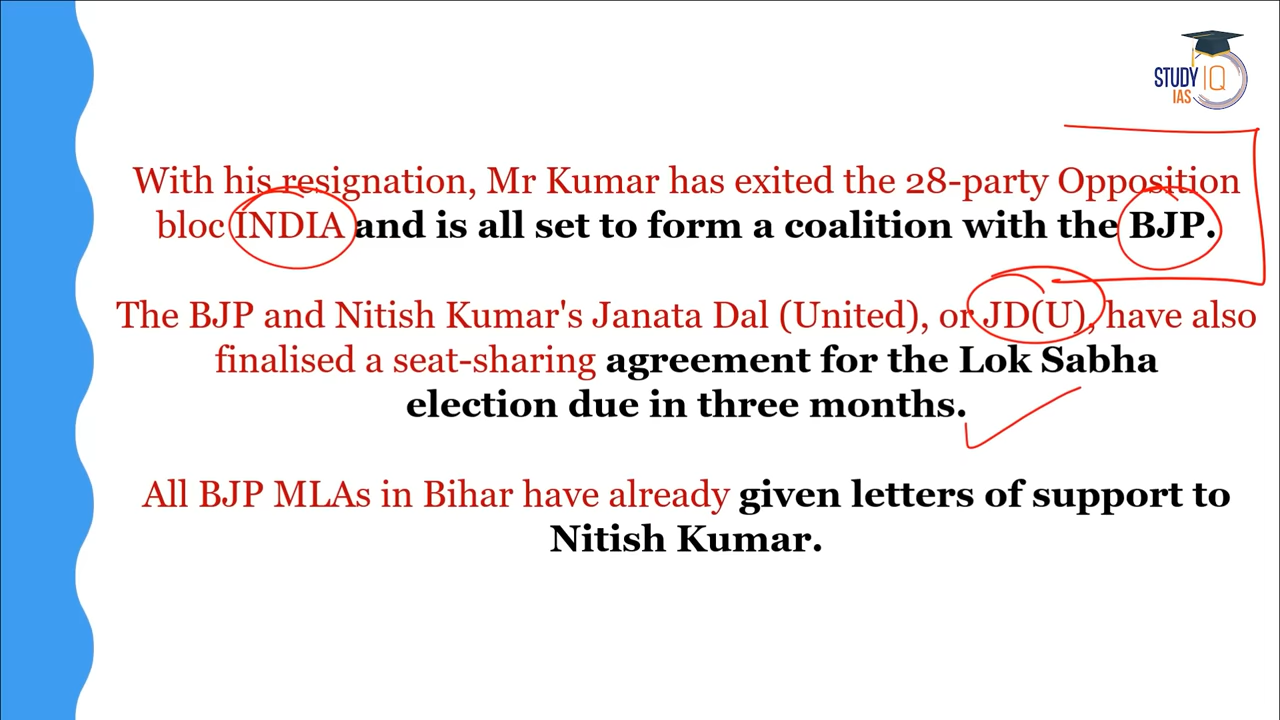 STUDY IQ
IAS
With his resignation, Mr Kumar has exited the 28-party Opposition
bloc INDIA and is all set to form a coalition with the BJP.
The BJP and Nitish Kumar's Janata Dal (United), or JD(U), have also
finalised a seat-sharing agreement for the Lok Sabha
election due in three months.
All BJP MLAs in Bihar have already given letters of support to
Nitish Kumar.